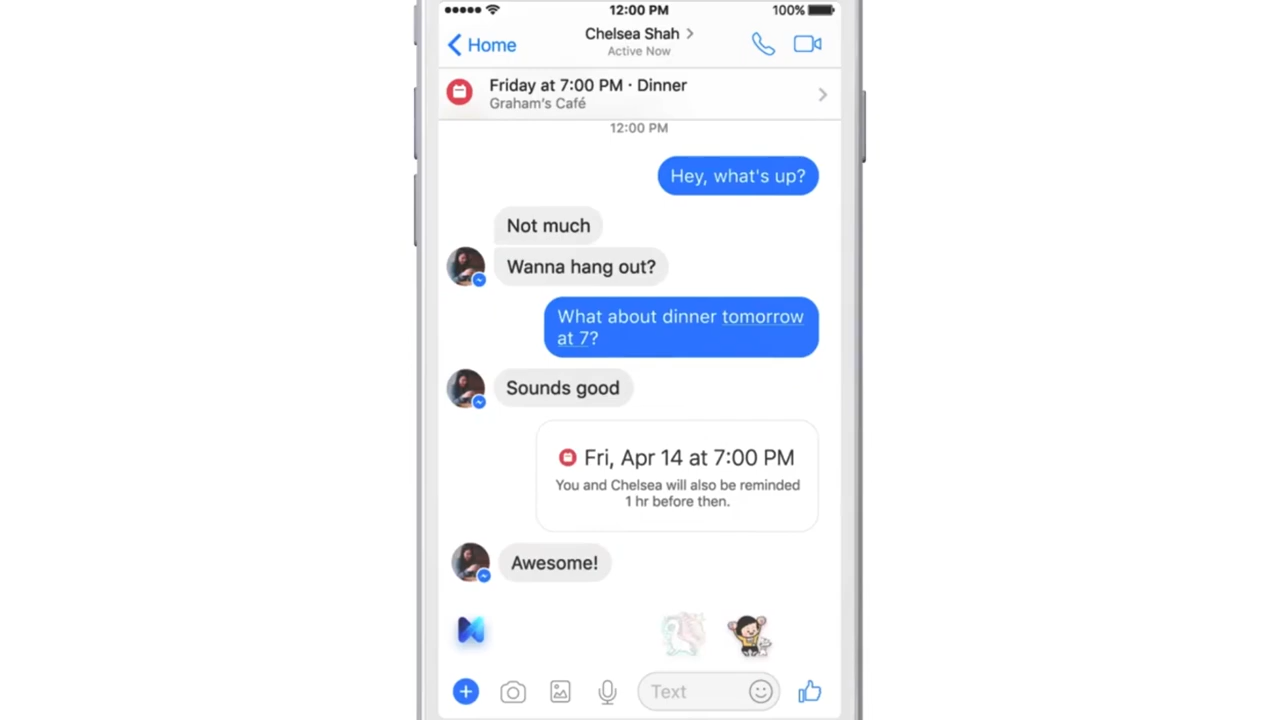 12:00 PM
100%
Home
Chelsea Shah
Active Now
Friday at 7:00 PM · Dinner
Graham's Café
12:00 PM
Hey, what's up?
Not much
Wanna hang out?
What about dinner tomorrow
at 7?
Sounds good
Fri, Apr 14 at 7:00 PM
You and Chelsea will also be reminded
1 hr before then.
Awesome!
Text